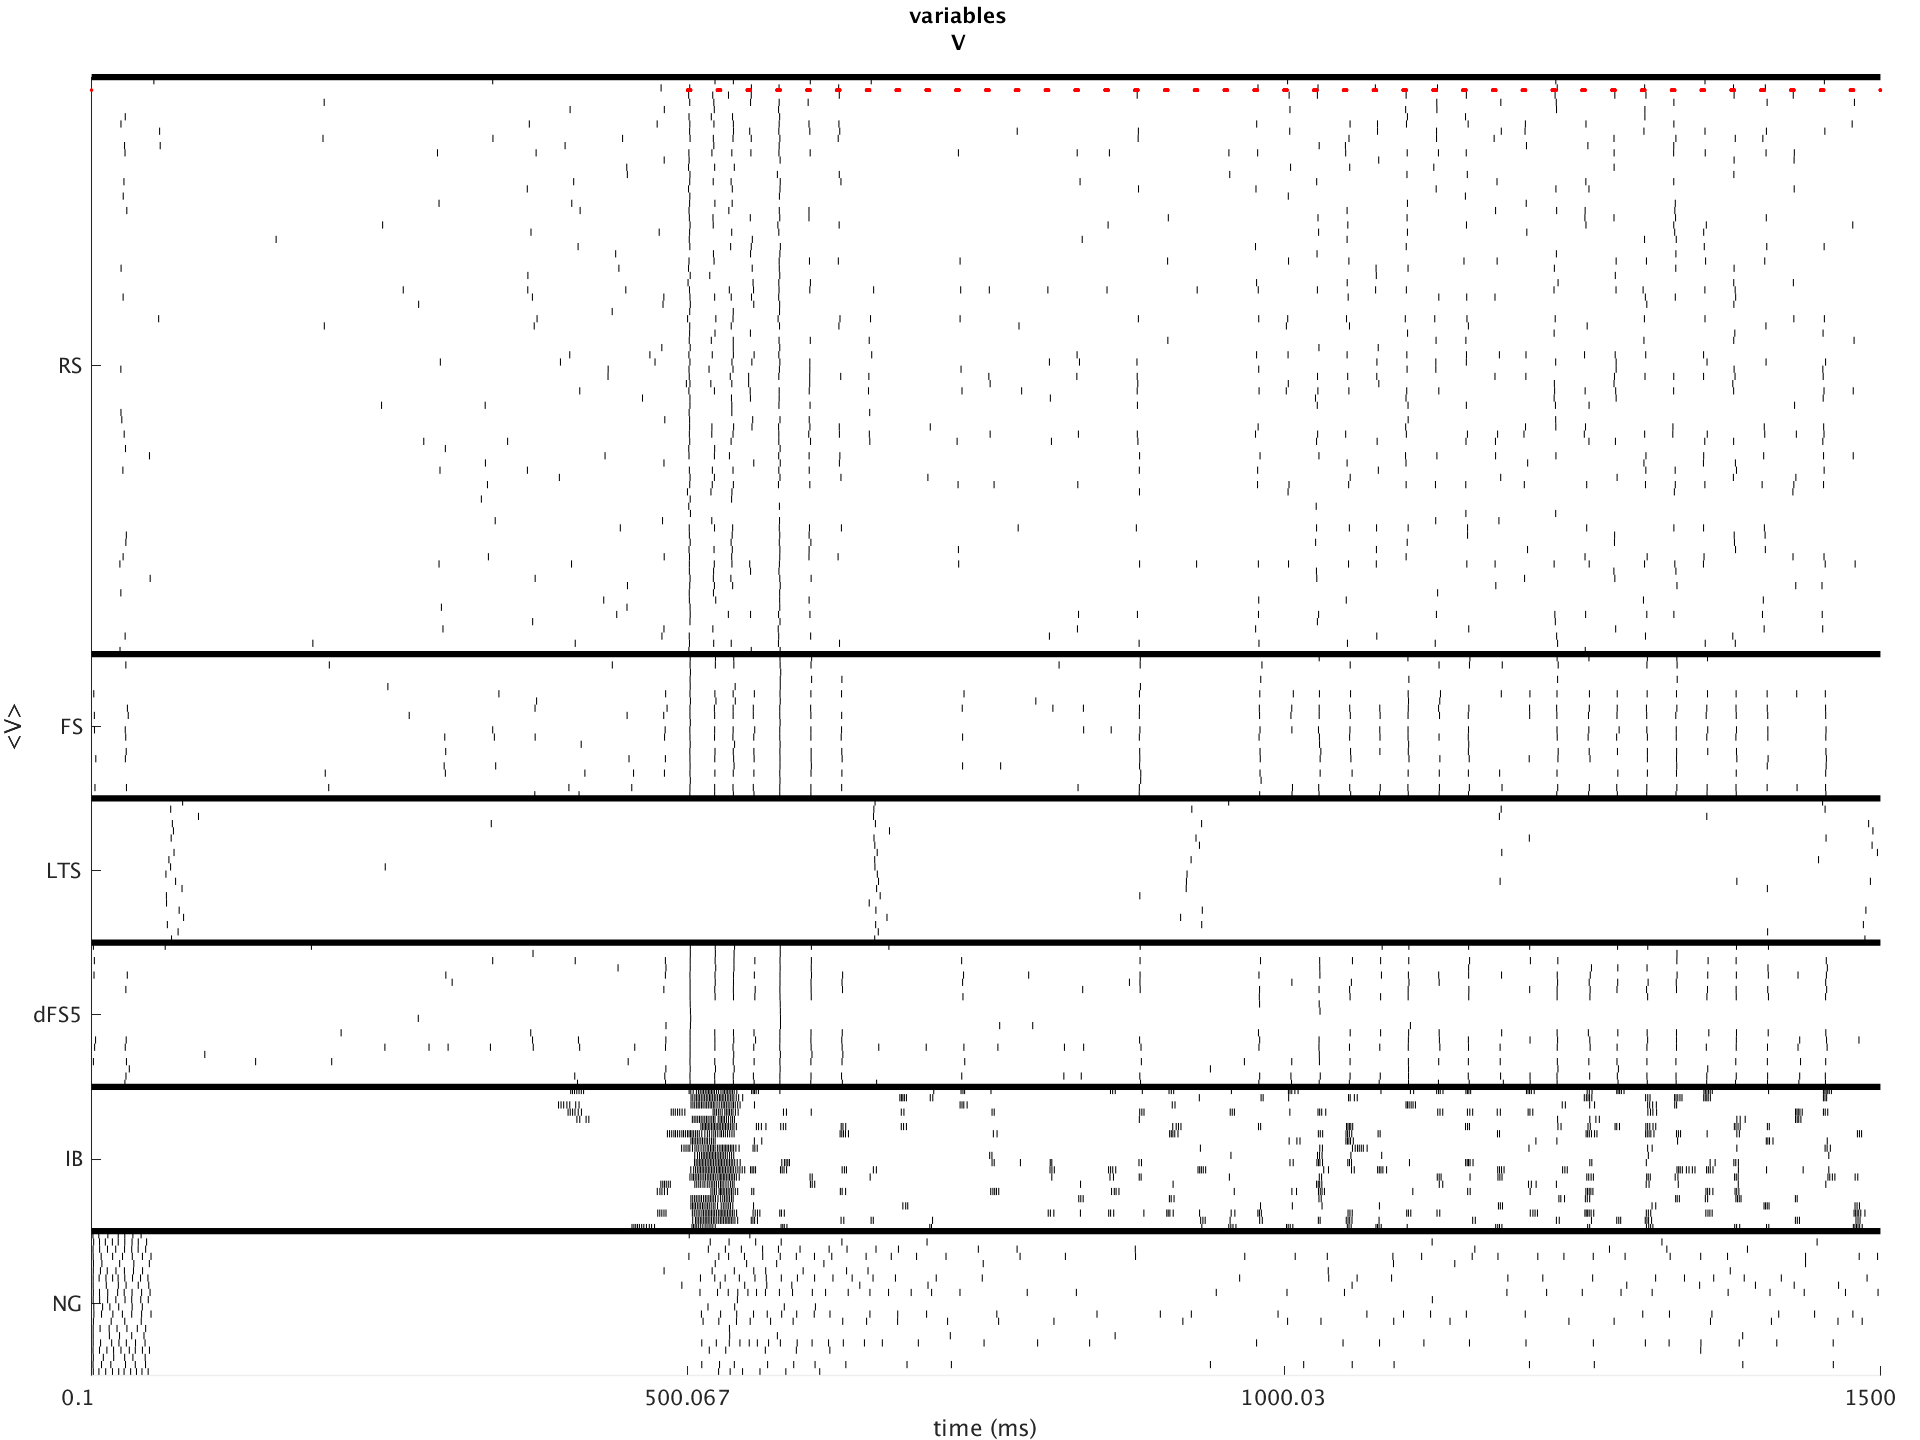 variables
V
RS
FS
<V>
LTS
dFS5
IB
NG
0.1
500.067
1000.03
1500
time (ms)